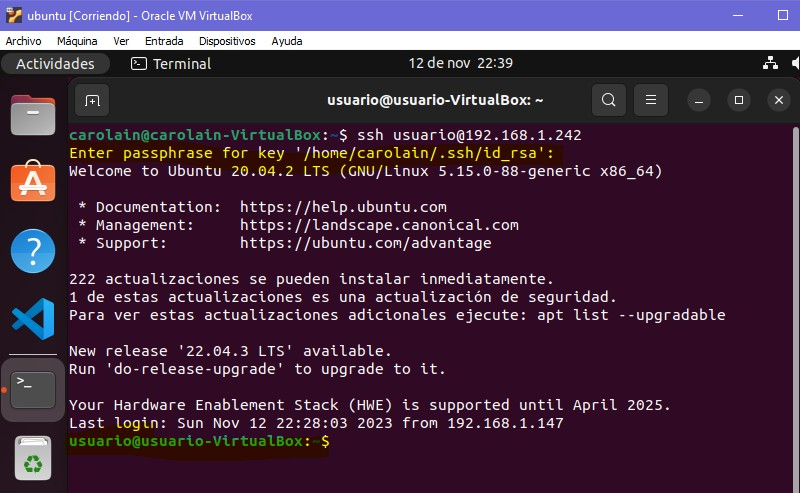 ubuntu [Corriendo] - Oracle VM VirtualBox
Archivo Máquina Ver Entrada Dispositivos Ayuda
Actividades Terminal 12 de nov 22:39
usuario@usuario-VirtualBox: ~
carolain@carolain-VirtualBox:~$ ssh usuario@192.168.1.242
Enter passphrase for key '/home/carolain/.ssh/id_rsa':
Welcome to Ubuntu 20.04.2 LTS (GNU/Linux 5.15.0-88-generic x86_64)
* Documentation: https://help.ubuntu.com
* Management: https://landscape.canonical.com
* Support: https://ubuntu.com/advantage
222 actualizaciones se pueden instalar inmediatamente.
1 de estas actualizaciones es una actualización de seguridad.
Para ver estas actualizaciones adicionales ejecute: apt list --upgradable
New release '22.04.3 LTS' available.
Run 'do-release-upgrade' to upgrade to it.
Your Hardware Enablement Stack (HWE) is supported until April 2025.
Last login: Sun Nov 12 22:28:03 2023 from 192.168.1.147
usuario@usuario-VirtualBox:~$